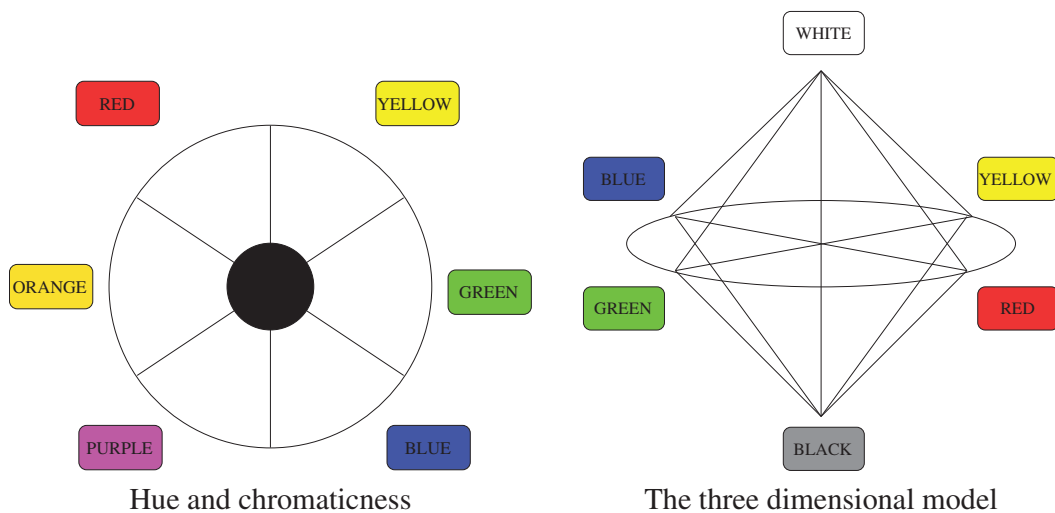 RED
YELLOW
ORANGE
GREEN
PURPLE
BLUE
Hue and chromaticness
WHITE
BLUE
YELLOW
GREEN
RED
BLACK
The three dimensional model